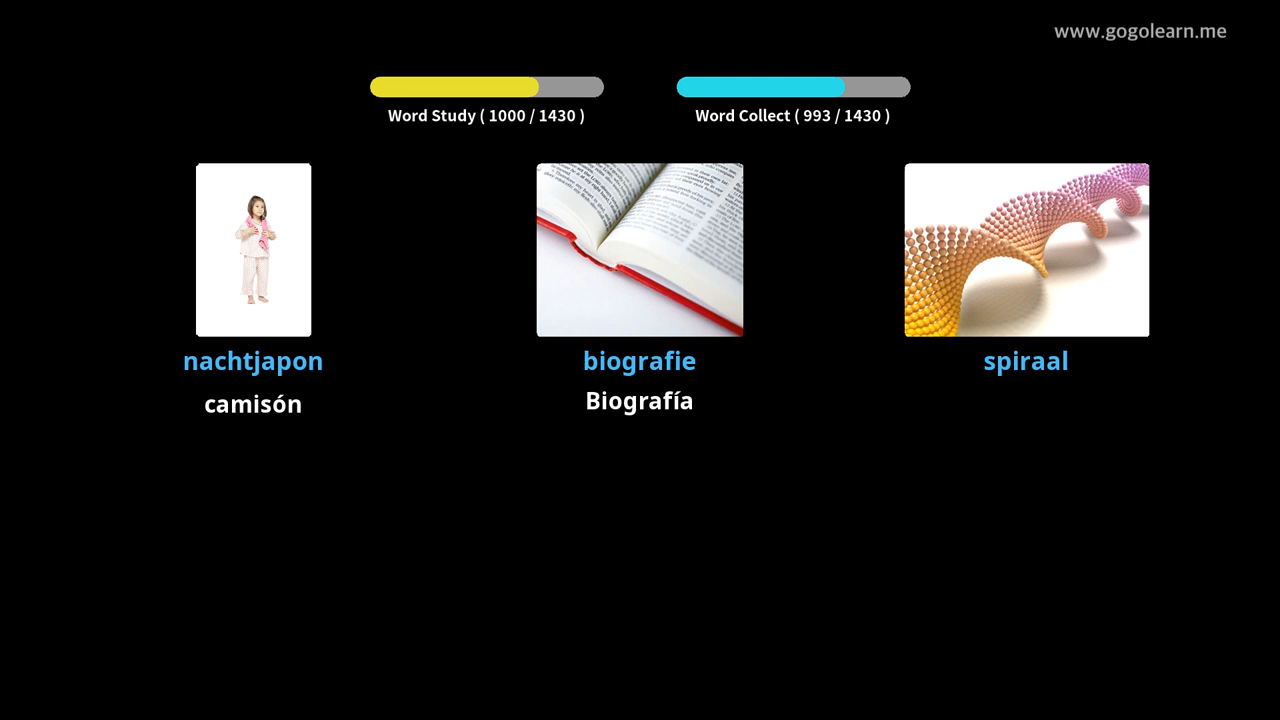 www.gogolearn.me
Word Study ( 1000 / 1430 )
Word Collect ( 993 / 1430 )
nachtjapon
biografie
spiraal
camisón
Biografía